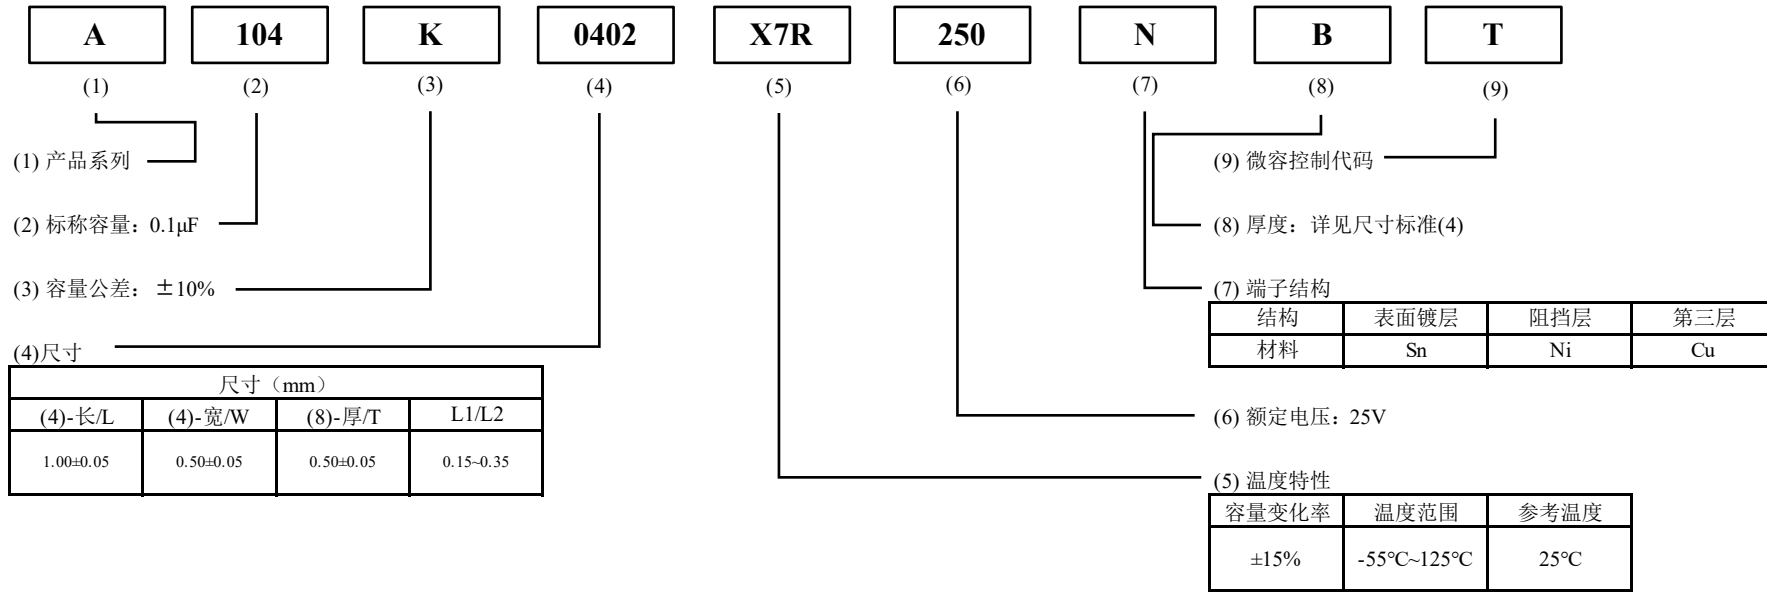 A 104 K 0402 X7R 250 N B T
(1) (2) (3) (4) (5) (6) (7) (8) (9)
(1) 产品系列
(9) 微容控制代码
(2) 标称容量：0.1μF
(8) 厚度：详见尺寸标准(4)
(3) 容量公差：±10%
(7) 端子结构
结构 表面镀层 阻挡层 第三层
材料 Sn Ni Cu
(4)尺寸
尺寸（mm）
(4)-长/L (4)-宽/W (8)-厚/T L1/L2
1.00±0.05 0.50±0.05 0.50±0.05 0.15~0.35
(6) 额定电压：25V
(5) 温度特性
容量变化率 温度范围 参考温度
±15% -55℃~125℃ 25℃